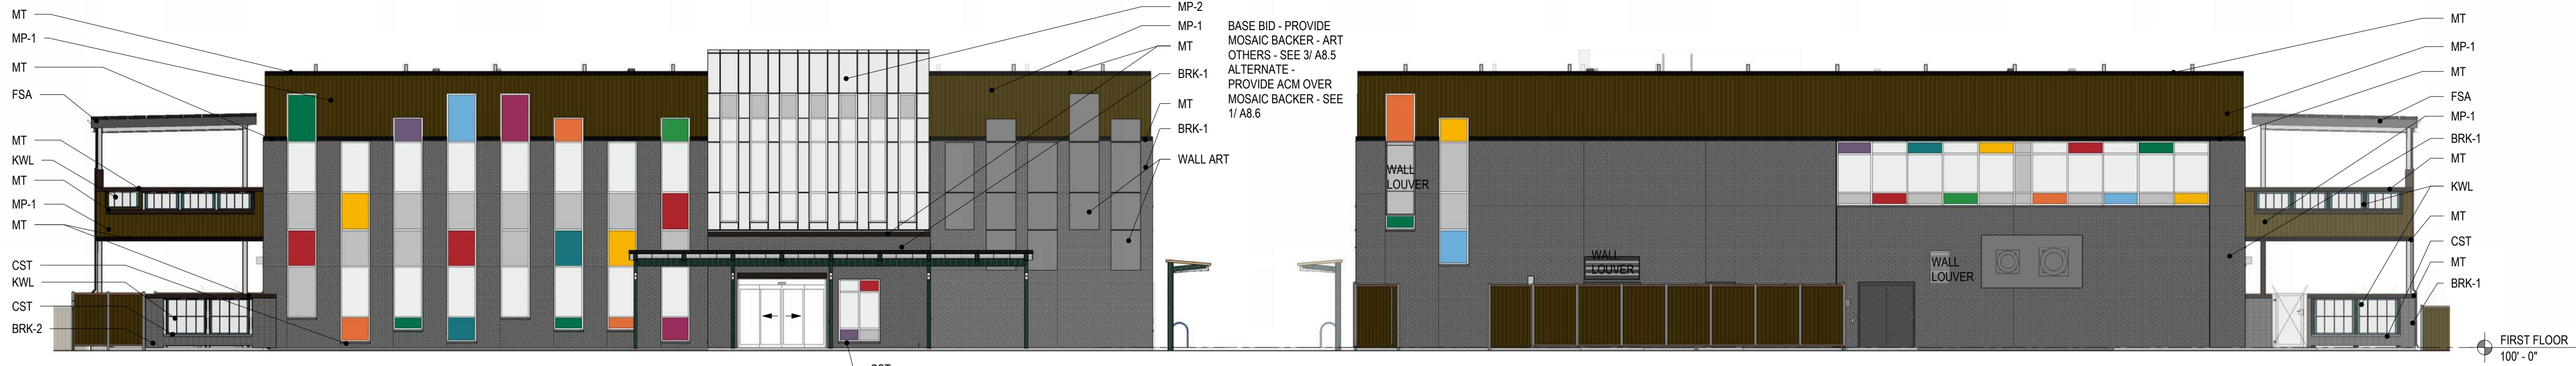 MT
MP-1
MT
FSA
MT
KWL
MT
MP-1
MT
CST
KWL
CST
BRK-2
MP-2
MP-1
MT
BRK-1
MT
BRK-1
WALL ART
BASE BID - PROVIDE
MOSAIC BACKER - ART
OTHERS - SEE 3/ A8.5
ALTERNATE -
PROVIDE ACM OVER
MOSAIC BACKER - SEE
1/ A8.6
CST
WALL
LOUVER
WALL
LOUVER
WALL
LOUVER
MT
MP-1
MT
FSA
MP-1
BRK-1
MT
KWL
MT
CST
MT
BRK-1
FIRST FLOOR
100' - 0"